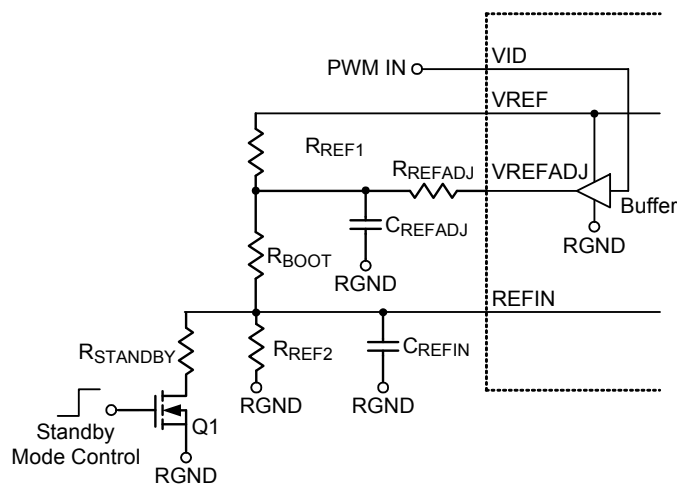 VID
PWM IN
VREF
RREF1
RREFADJ
VREFADJ
Buffer
CREFADJ
RGND
RBOOT
RGND
REFIN
RSTANDBY
RREF2
CREFIN
RGND
RGND
Q1
Standby
Mode Control
RGND